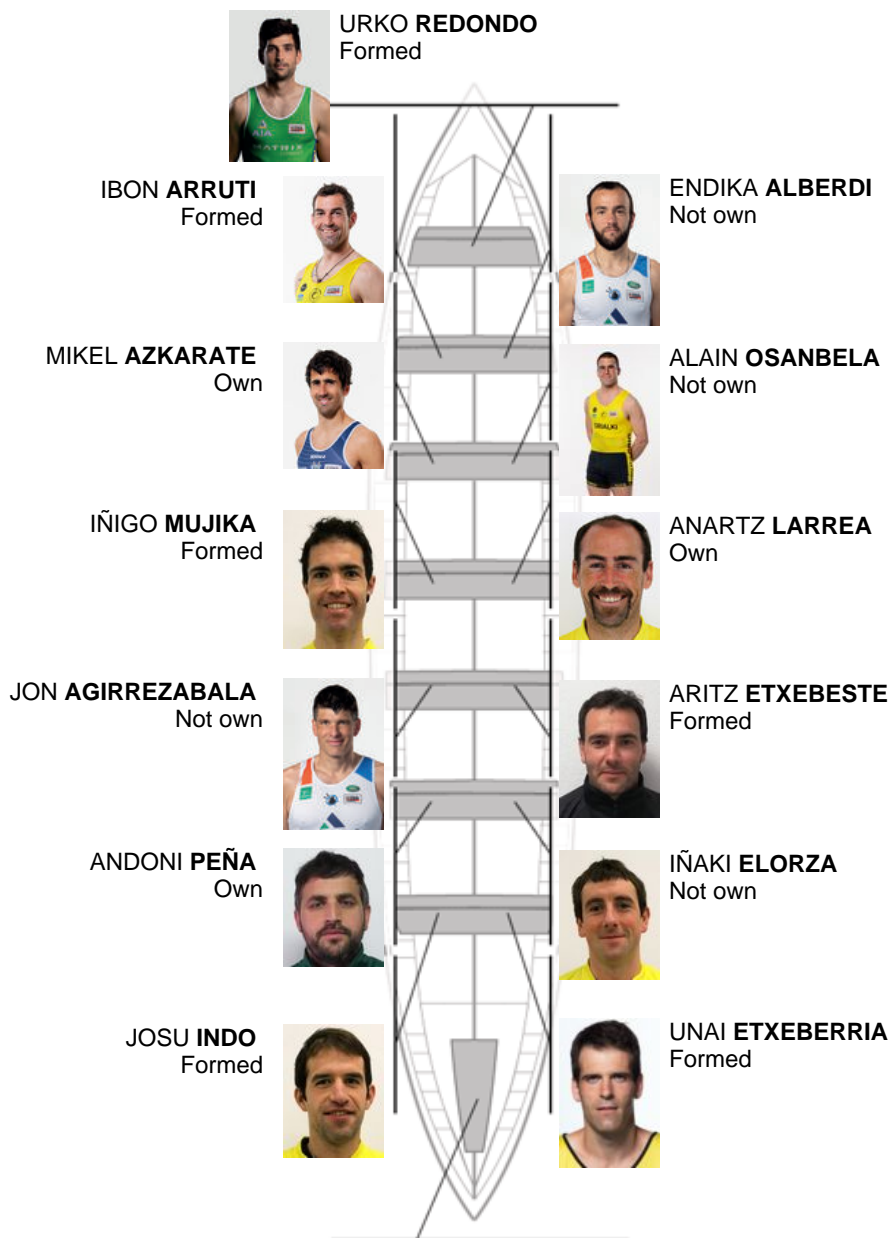 URKO REDONDO
Formed
IBON ARRUTI
Formed
ENDIKA ALBERDI
Not own
MIKEL AZKARATE
Own
ALAIN OSANBELA
Not own
IÑIGO MUJIKA
Formed
ANARTZ LARREA
Own
JON AGIRREZABALA
Not own
ARITZ ETXEBESTE
Formed
ANDONI PEÑA
Own
IÑAKI ELORZA
Not own
JOSU INDO
Formed
UNAI ETXEBERRIA
Formed
MATRIX